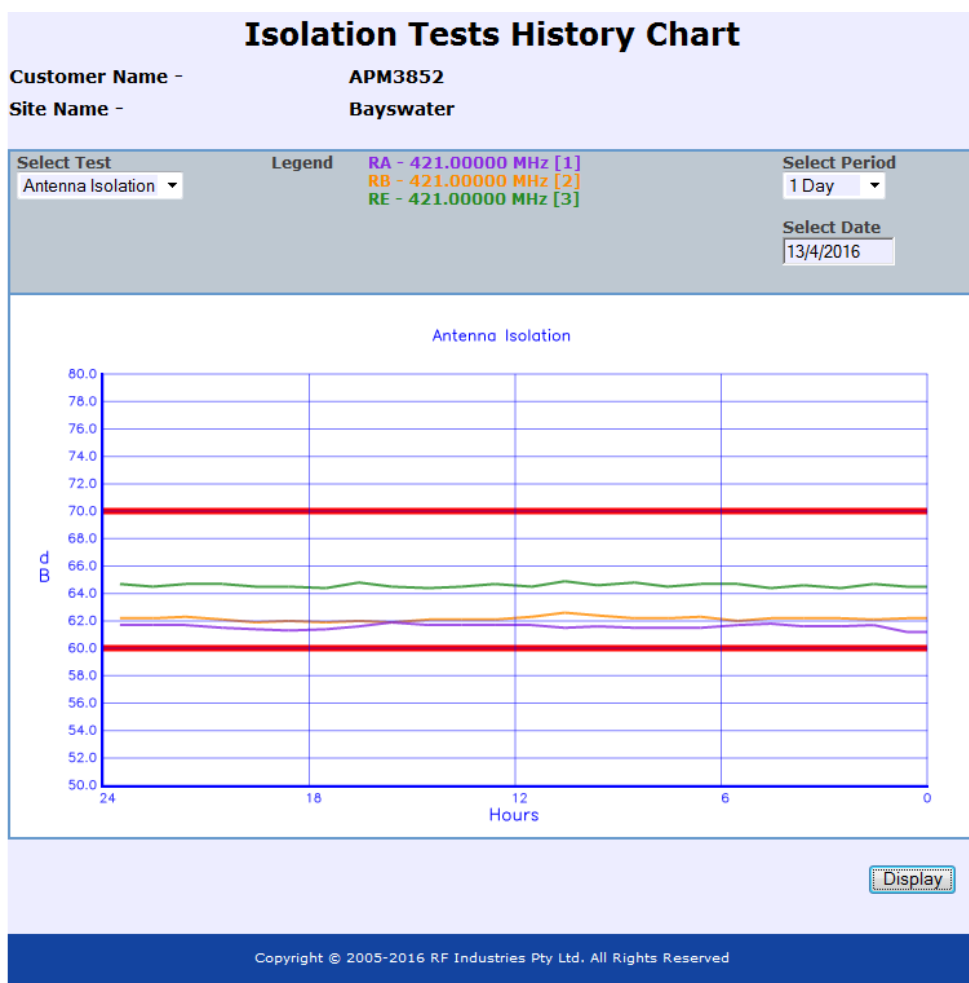 Isolation Tests History Chart
Customer Name - APM3852
Site Name - Bayswater
Select Test
Antenna Isolation
Legend
RA - 421.00000 MHz [1]
RB - 421.00000 MHz [2]
RE - 421.00000 MHz [3]
Select Period
1 Day
Select Date
13/4/2016
Antenna Isolation
80.0
78.0
76.0
74.0
72.0
70.0
68.0
66.0
64.0
62.0
60.0
58.0
56.0
54.0
52.0
50.0
dB
24 18 12 6 0
Hours
Display
Copyright © 2005-2016 RF Industries Pty Ltd. All Rights Reserved